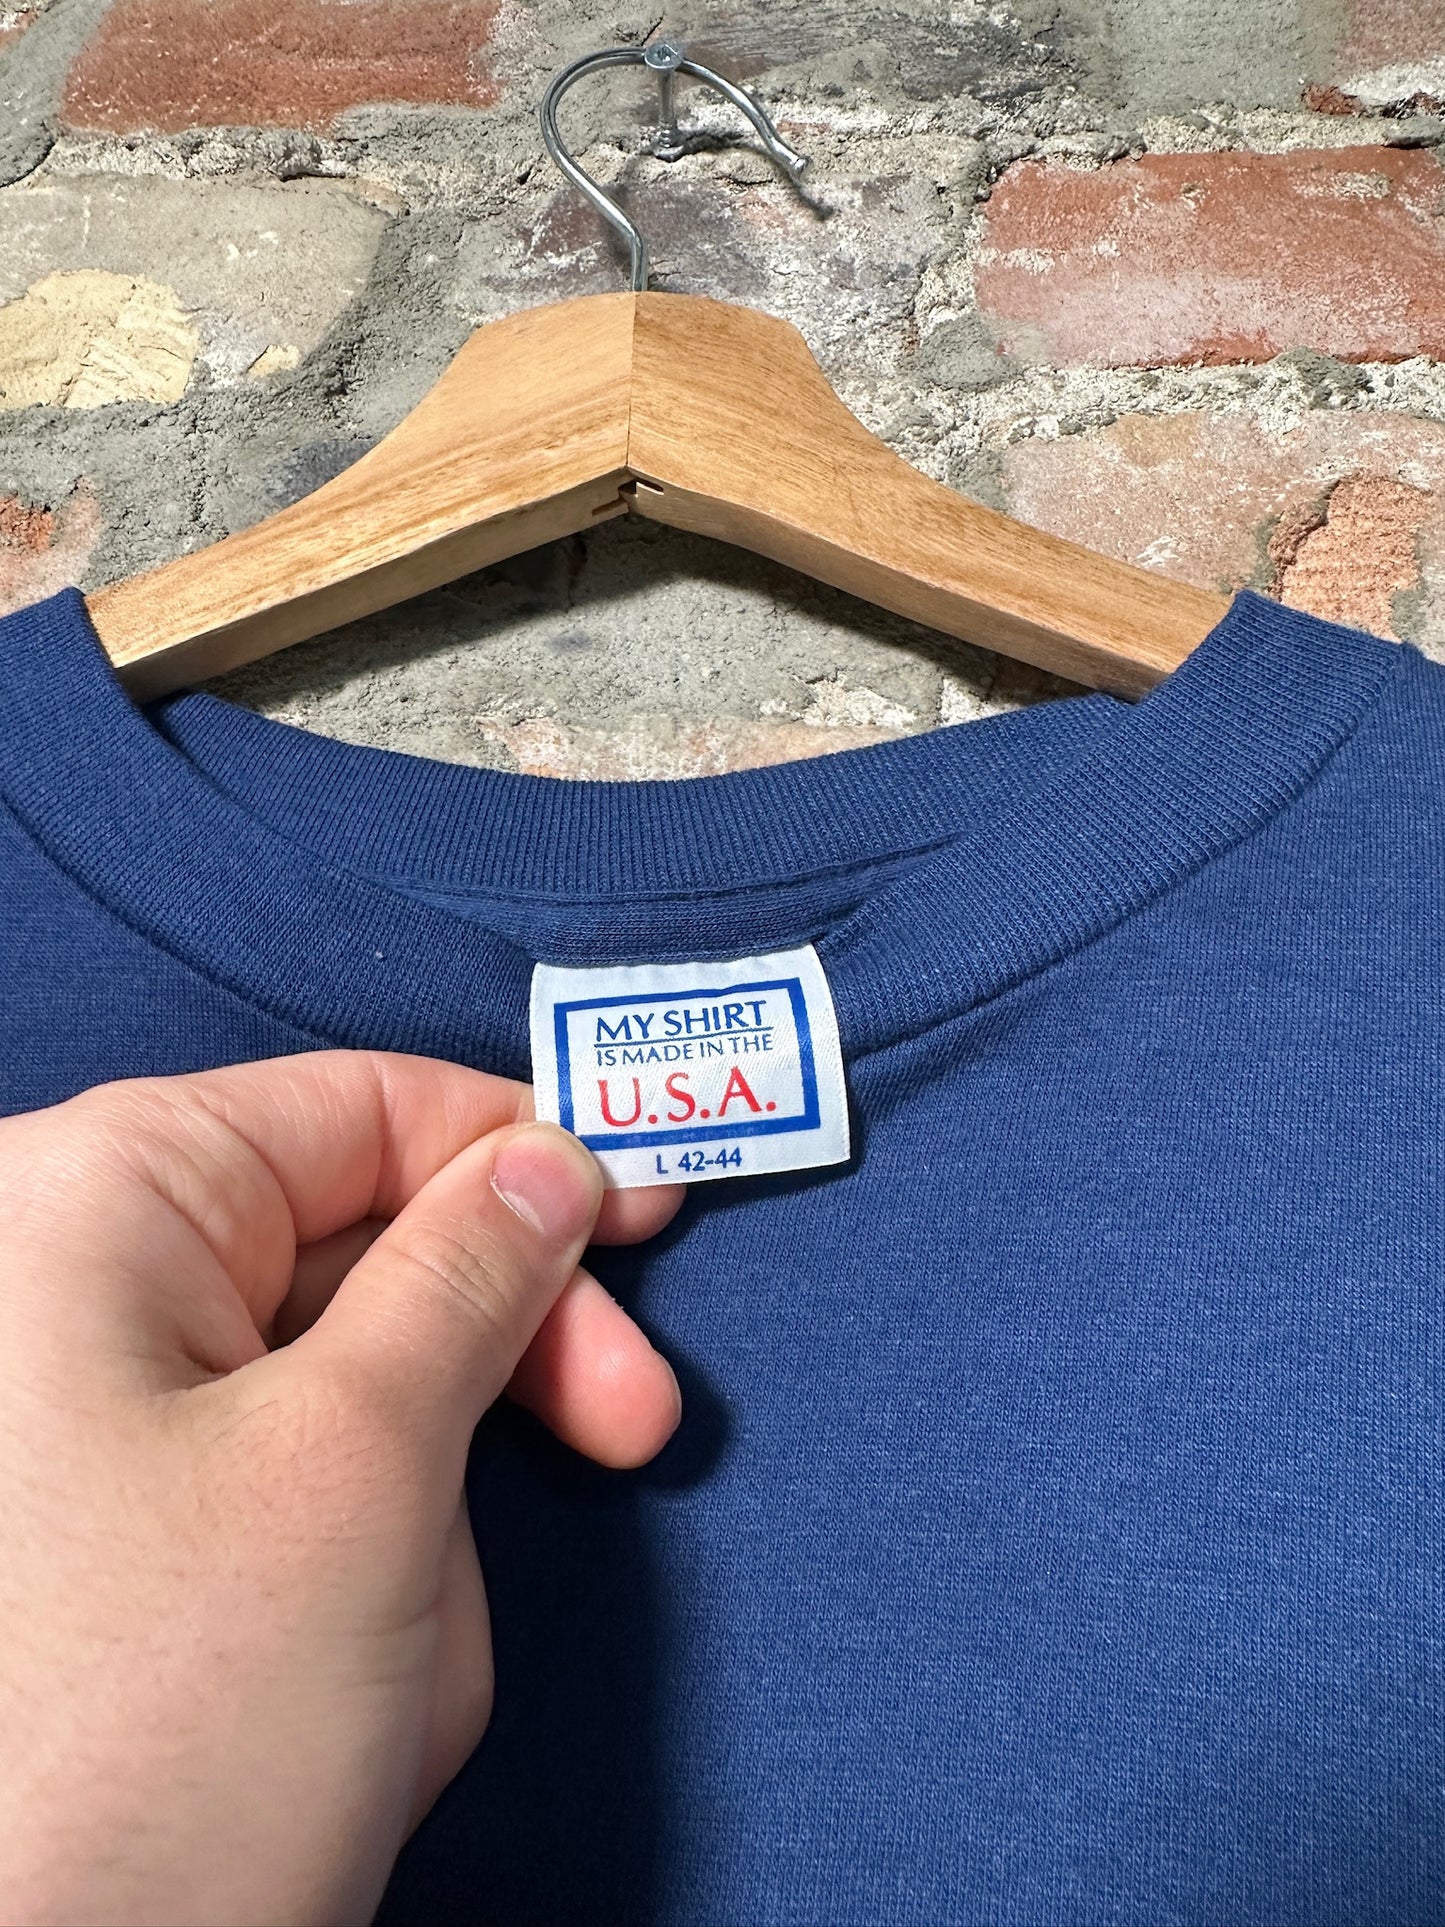 MY SHIRT
IS MADE IN THE
U.S.A.
L 42-44